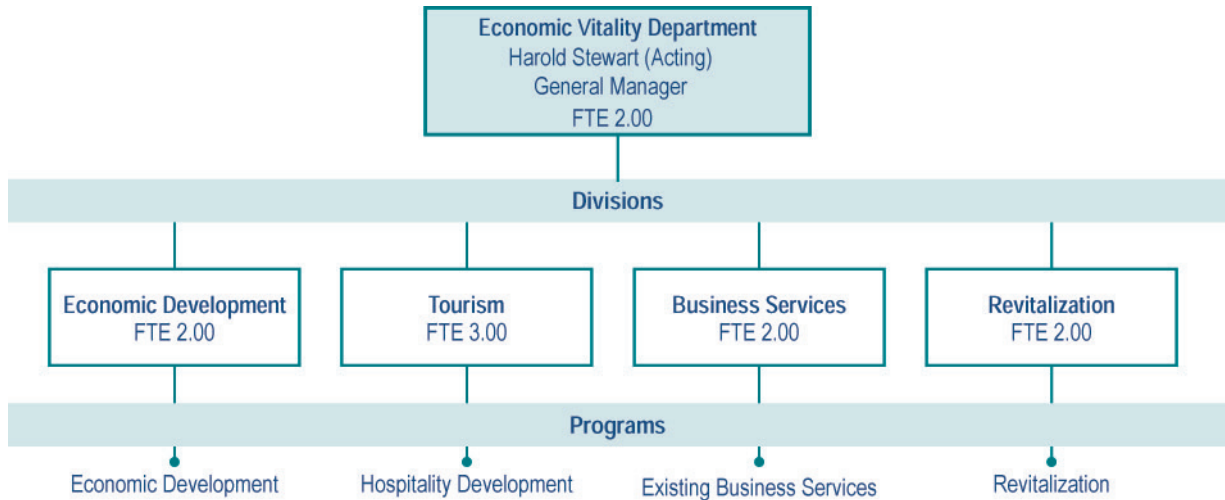 Economic Vitality Department
Harold Stewart (Acting)
General Manager
FTE 2.00
Divisions
Economic Development
FTE 2.00
Tourism
FTE 3.00
Business Services
FTE 2.00
Revitalization
FTE 2.00
Programs
Economic Development
Hospitality Development
Existing Business Services
Revitalization